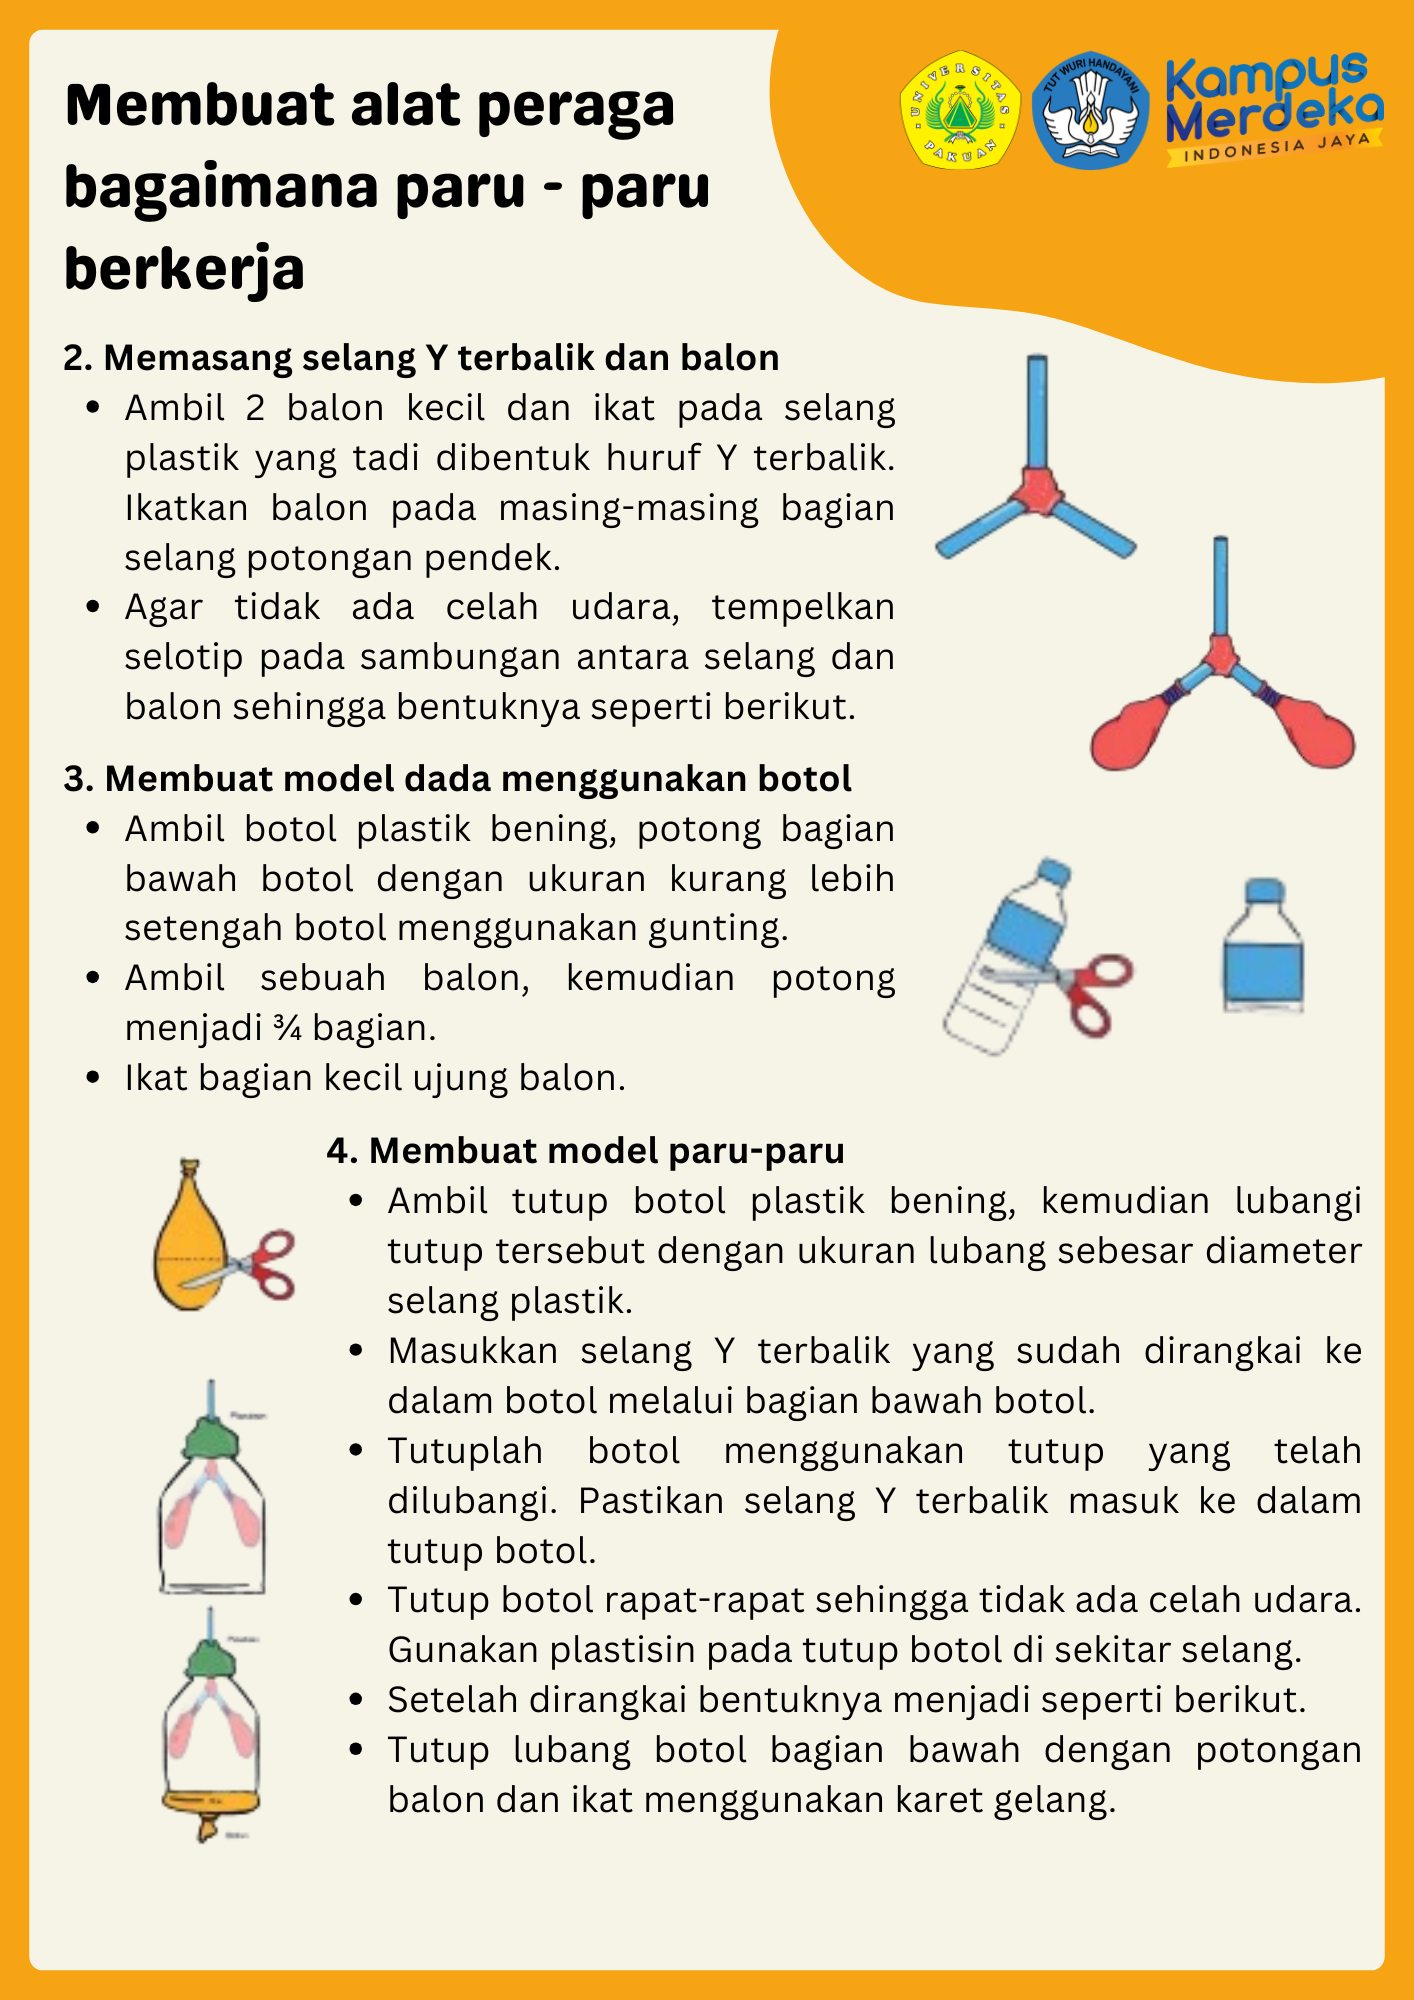 Membuat alat peraga
bagaimana paru - paru
berkerja
UNIVERSITAS
PAKUAN
TUT WURI HANDAYANI
Kampus
Merdeka
INDONESIA JAYA
2. Memasang selang Y terbalik dan balon
• Ambil 2 balon kecil dan ikat pada selang
plastik yang tadi dibentuk huruf Y terbalik.
Ikatkan balon pada masing-masing bagian
selang potongan pendek.
• Agar tidak ada celah udara, tempelkan
selotip pada sambungan antara selang dan
balon sehingga bentuknya seperti berikut.
3. Membuat model dada menggunakan botol
• Ambil botol plastik bening, potong bagian
bawah botol dengan ukuran kurang lebih
setengah botol menggunakan gunting.
• Ambil sebuah balon, kemudian potong
menjadi ¾ bagian.
• Ikat bagian kecil ujung balon.
4. Membuat model paru-paru
• Ambil tutup botol plastik bening, kemudian lubangi
tutup tersebut dengan ukuran lubang sebesar diameter
selang plastik.
• Masukkan selang Y terbalik yang sudah dirangkai ke
dalam botol melalui bagian bawah botol.
• Tutuplah botol menggunakan tutup yang telah
dilubangi. Pastikan selang Y terbalik masuk ke dalam
tutup botol.
• Tutup botol rapat-rapat sehingga tidak ada celah udara.
Gunakan plastisin pada tutup botol di sekitar selang.
• Setelah dirangkai bentuknya menjadi seperti berikut.
• Tutup lubang botol bagian bawah dengan potongan
balon dan ikat menggunakan karet gelang.